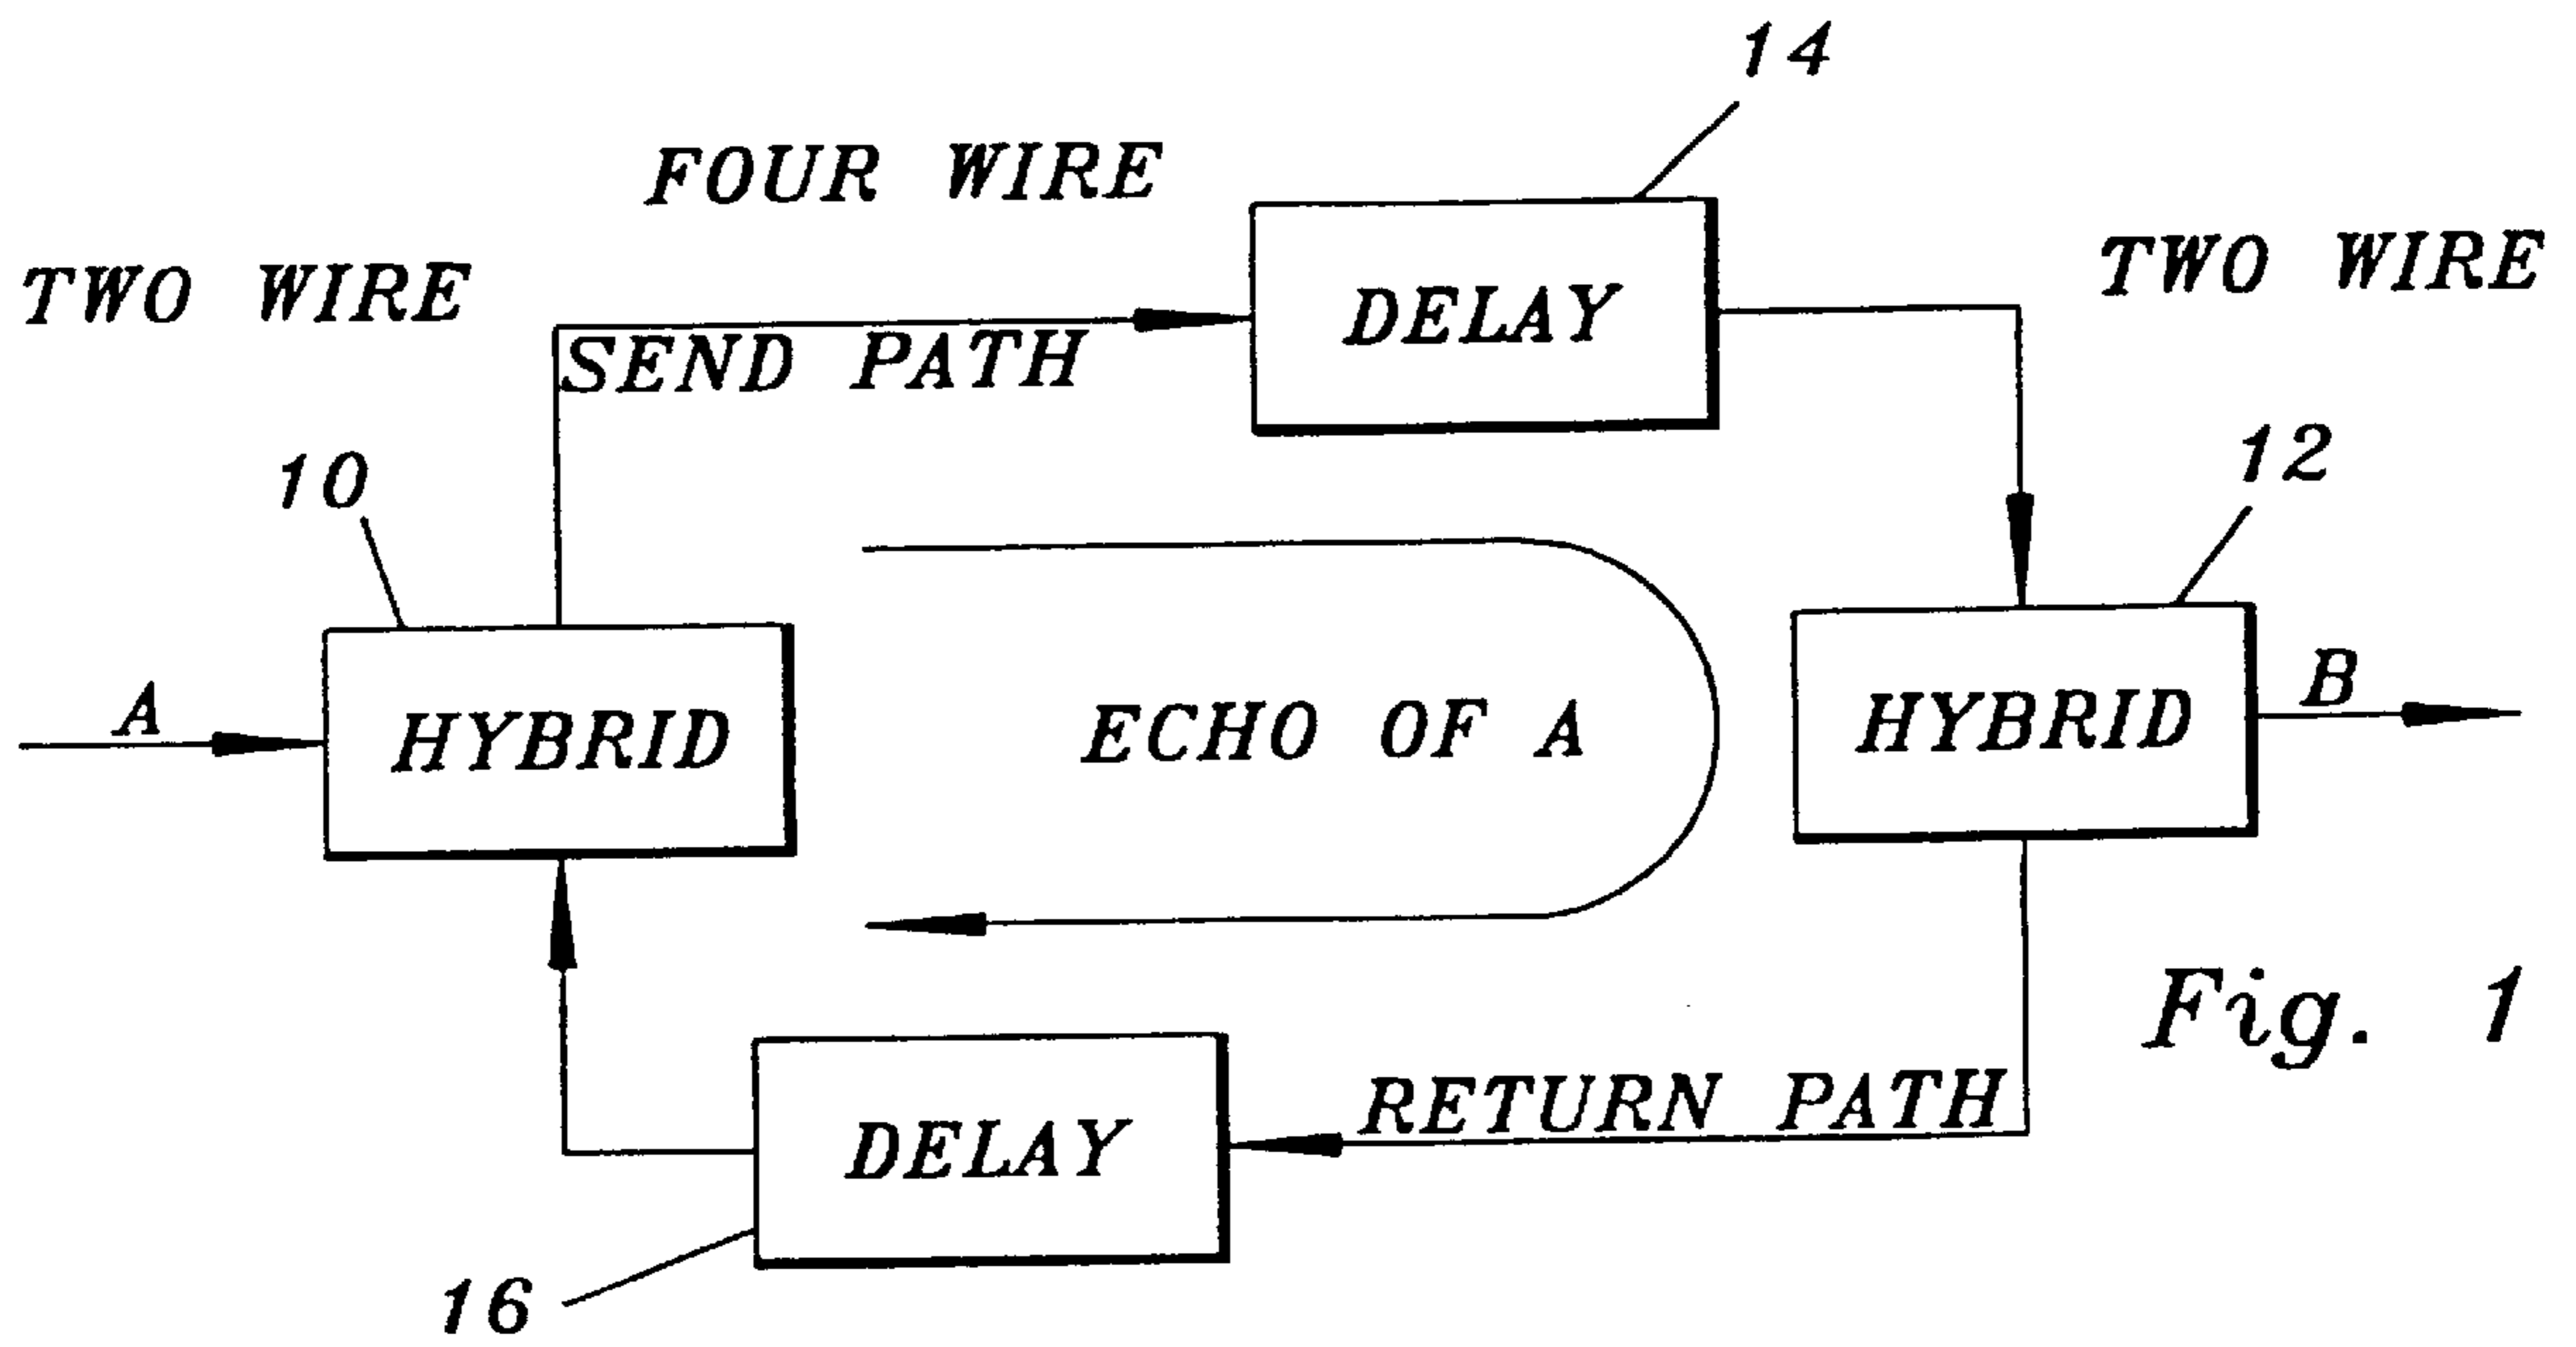 14
FOUR WIRE
TWO WIRE
TWO WIRE
DELAY
SEND PATH
10
12
A
HYBRID
ECHO OF A
HYBRID
B
Fig. 1
RETURN PATH
DELAY
16